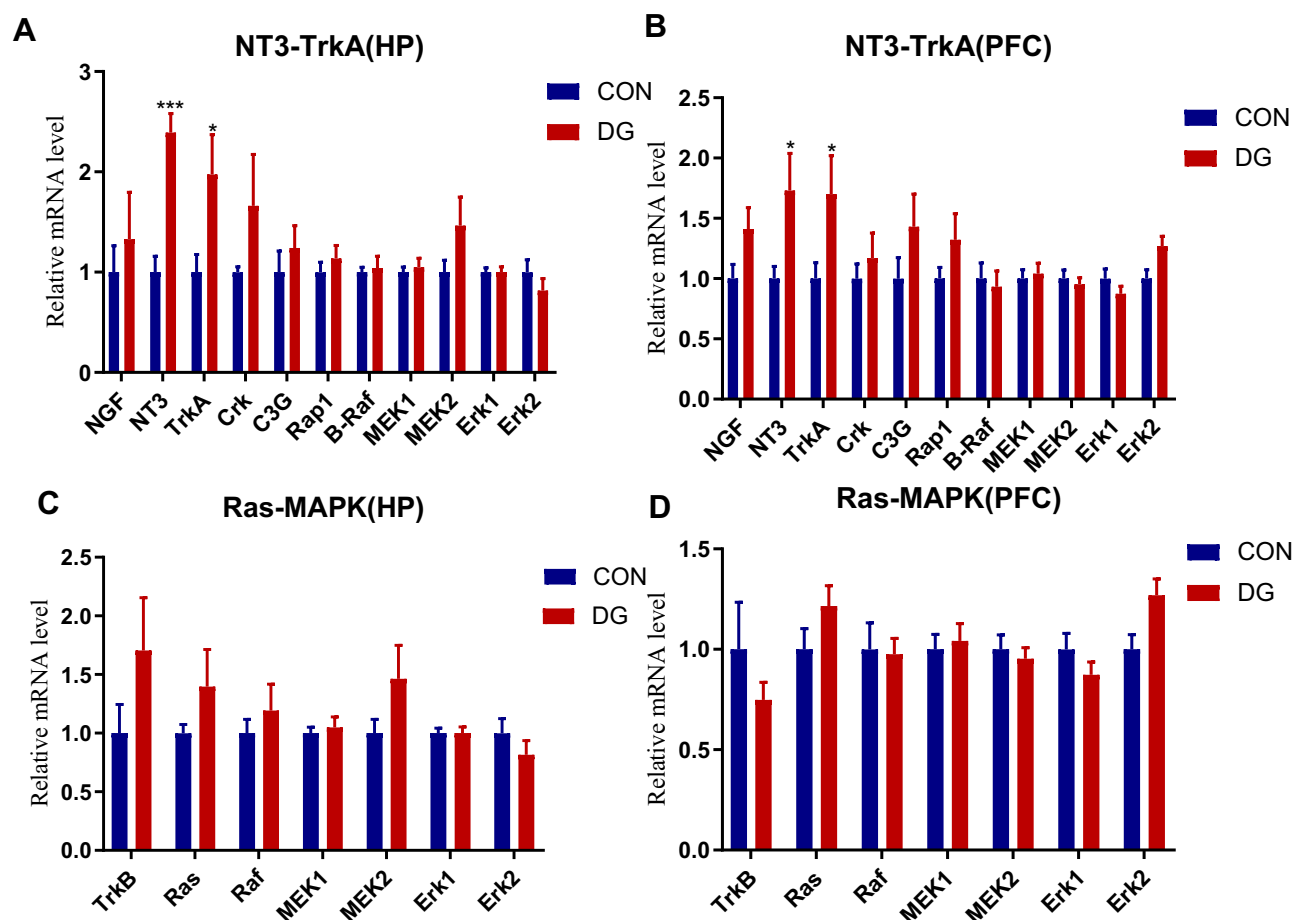 A
NT3-TrkA(HP)
Relative mRNA level
3
2
1
0
***
*
CON
DG
NGF
NT3
TrkA
Crk
C3G
Rap1
B-Raf
MEK1
MEK2
Erk1
Erk2
B
NT3-TrkA(PFC)
Relative mRNA level
2.5
2.0
1.5
1.0
0.5
0.0
*
*
CON
DG
NGF
NT3
TrkA
Crk
C3G
Rap1
B-Raf
MEK1
MEK2
Erk1
Erk2
C
Ras-MAPK(HP)
Relative mRNA level
2.5
2.0
1.5
1.0
0.5
0.0
CON
DG
TrkB
Ras
Raf
MEK1
MEK2
Erk1
Erk2
D
Ras-MAPK(PFC)
Relative mRNA level
1.5
1.0
0.5
0.0
CON
DG
TrkB
Ras
Raf
MEK1
MEK2
Erk1
Erk2